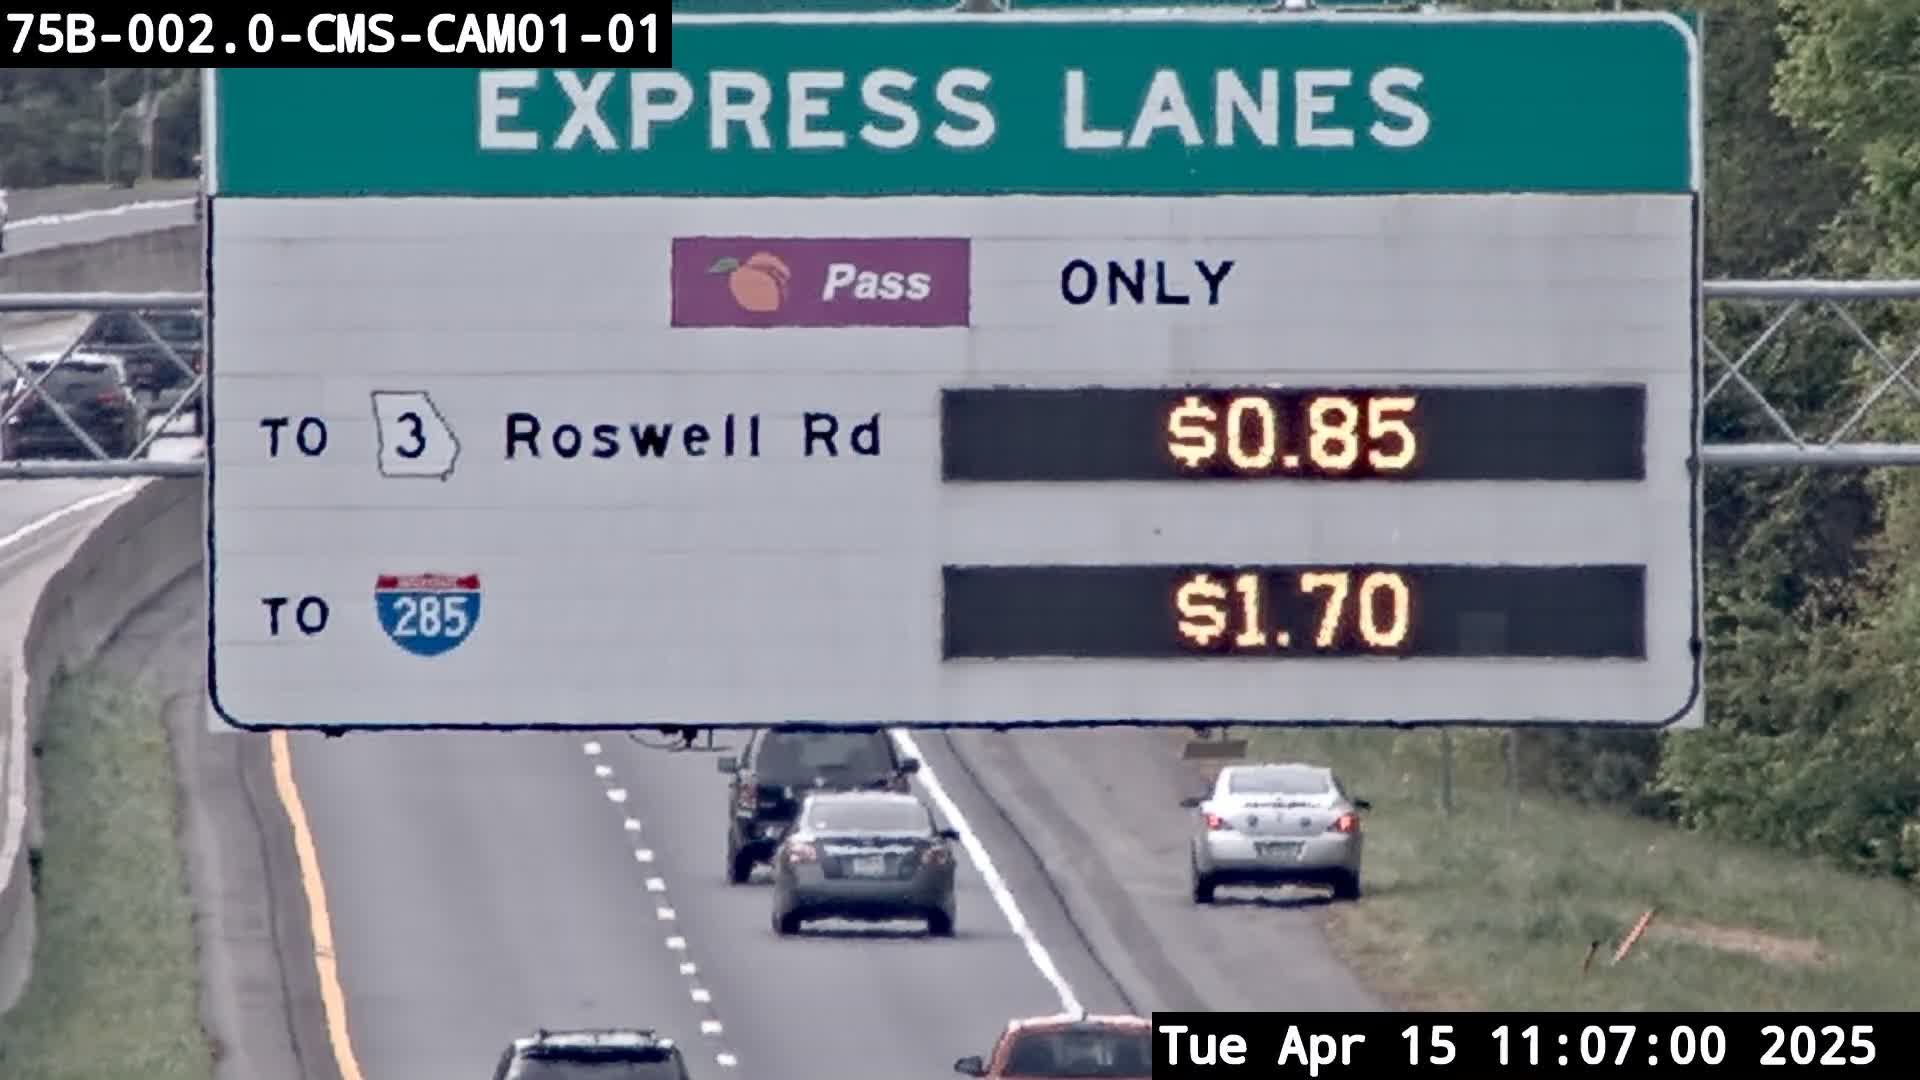 75B-002.0-CMS-CAM01-01
EXPRESS LANES
Pass ONLY
TO 3 Roswell Rd $0.85
TO 285 $1.70
Tue Apr 15 11:07:00 2025